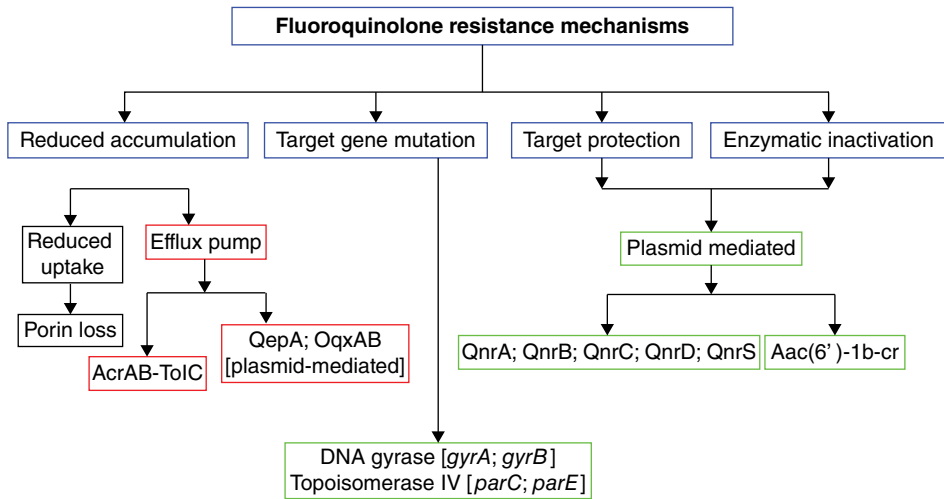 Fluoroquinolone resistance mechanisms
Reduced accumulation
Target gene mutation
Target protection
Enzymatic inactivation
Reduced
uptake
Efflux pump
Plasmid mediated
Porin loss
AcrAB-TolC
QepA; OqxAB
[plasmid-mediated]
QnrA; QnrB; QnrC; QnrD; QnrS
Aac(6’)-1b-cr
DNA gyrase [gyrA; gyrB]
Topoisomerase IV [parC; parE]